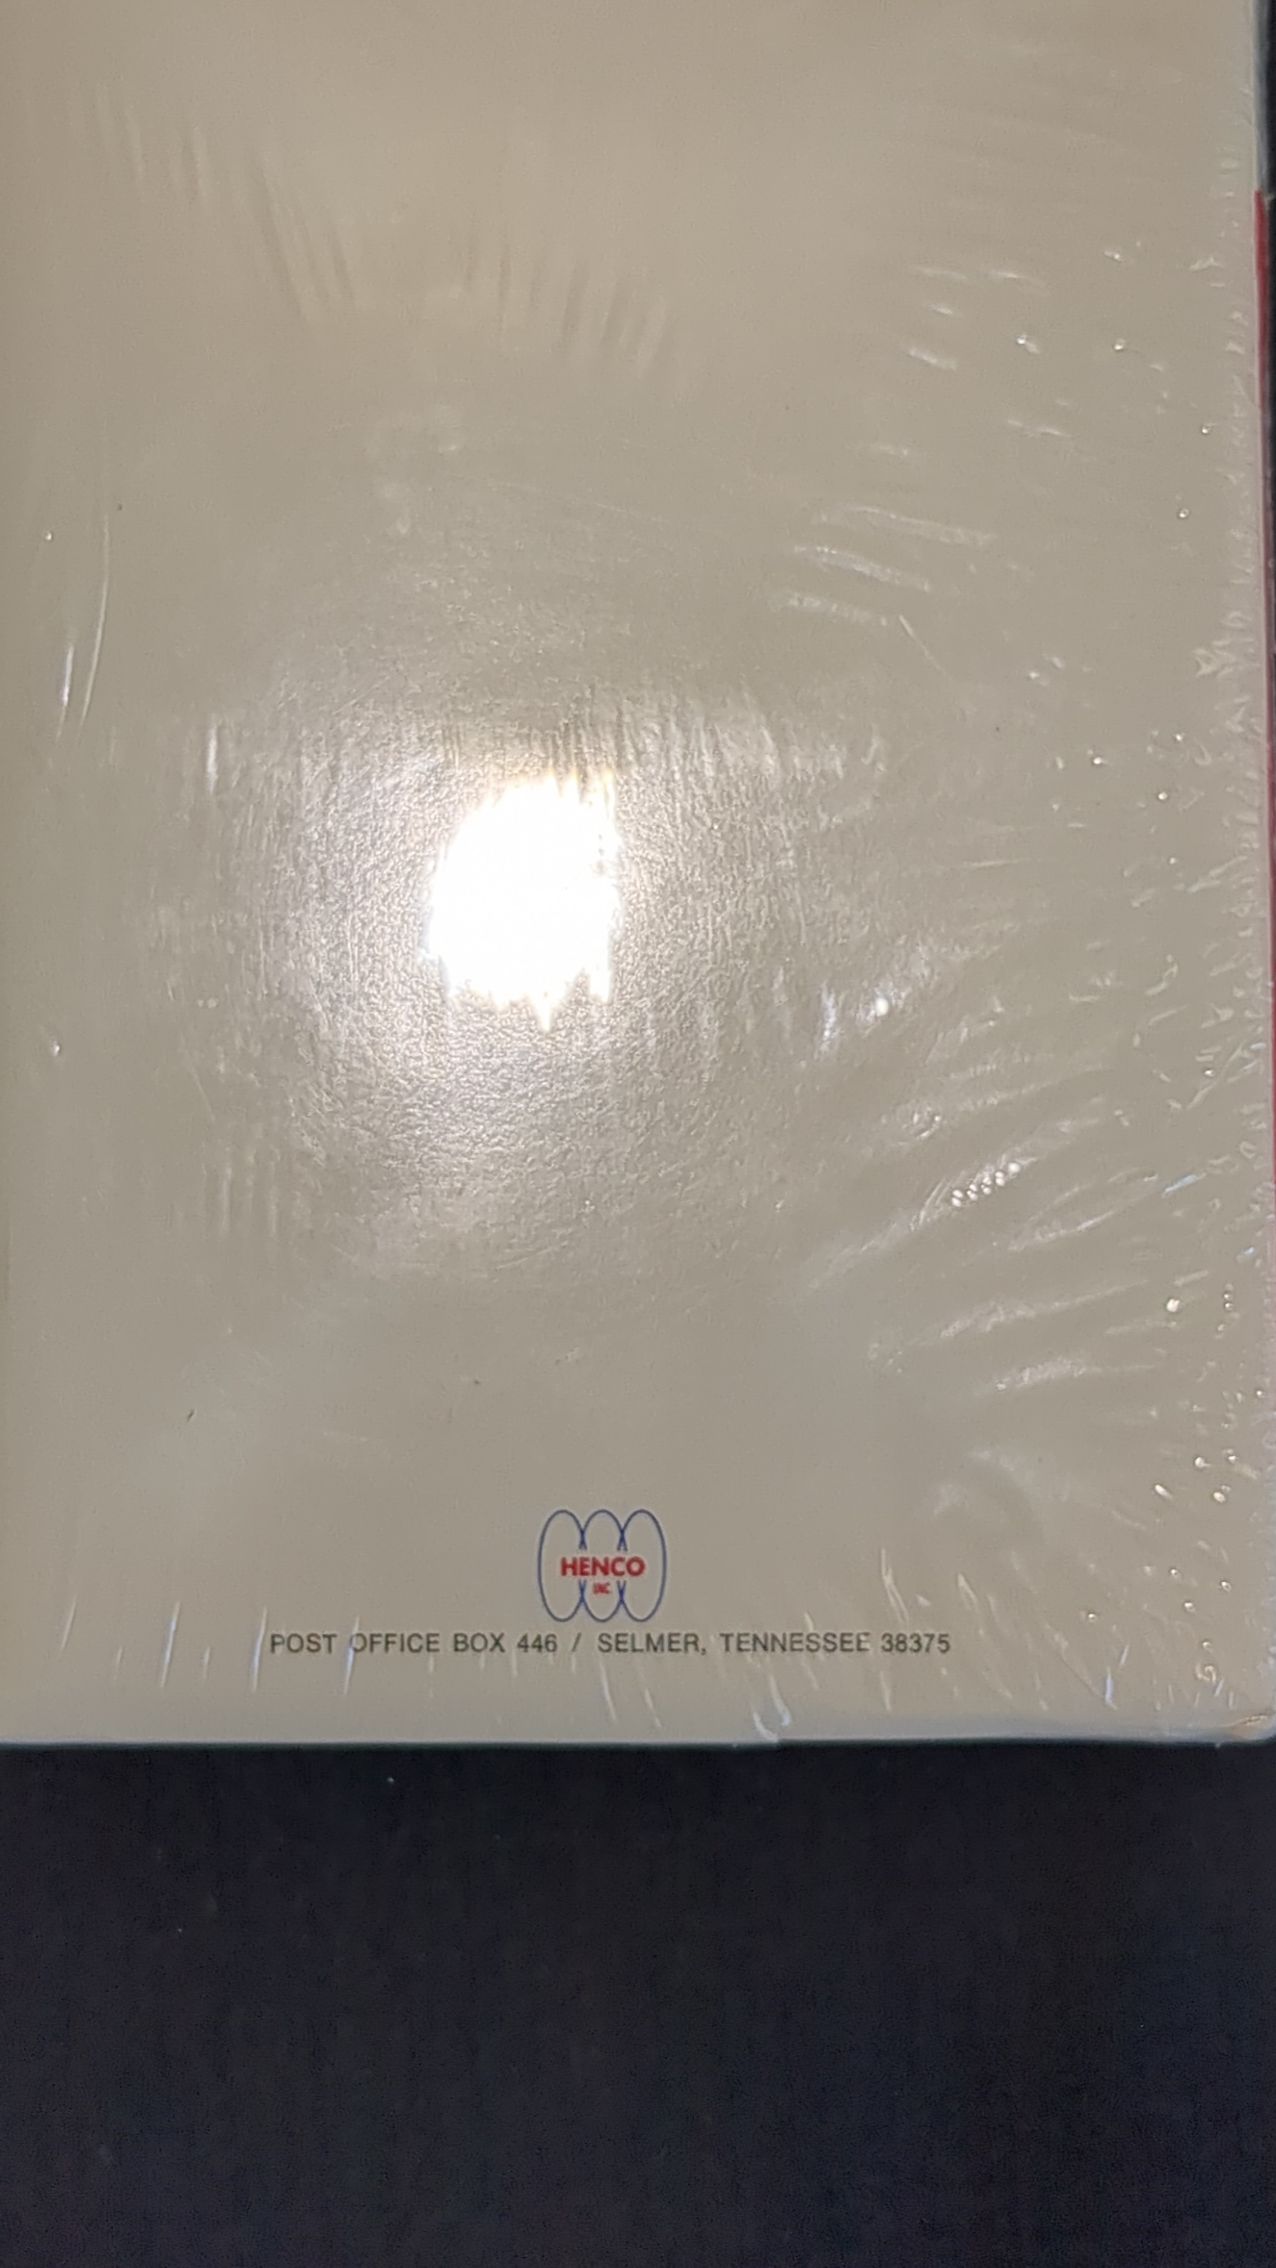 HENCO
INC.
POST OFFICE BOX 446 / SELMER, TENNESSEE 38375